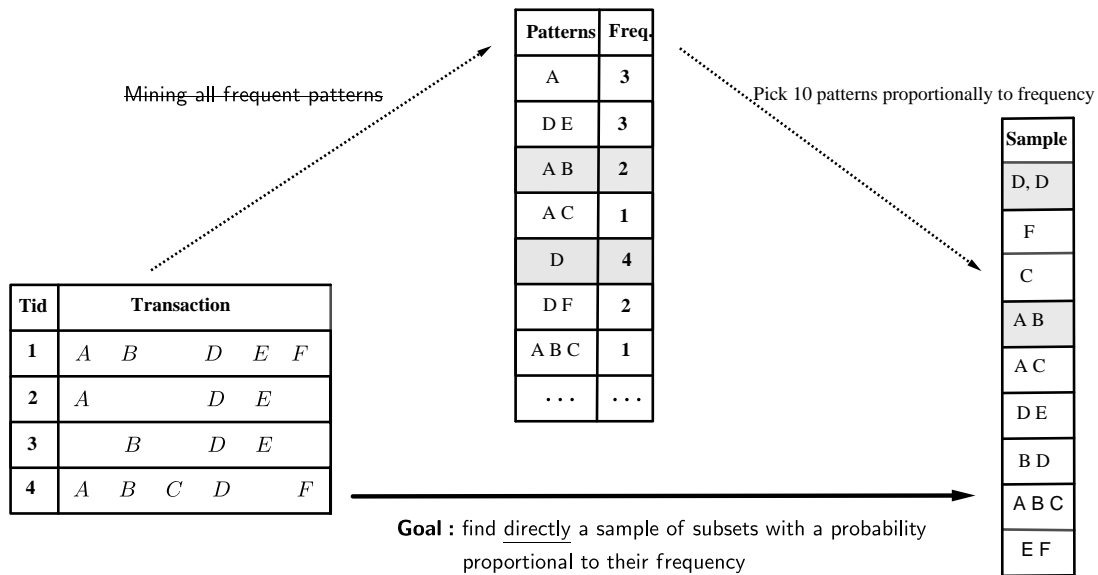 Patterns Freq.
A 3
D E 3
A B 2
A C 1
D 4
D F 2
A B C 1
... ...
Mining all frequent patterns
Pick 10 patterns proportionally to frequency
Sample
D, D
F
C
A B
A C
D E
B D
A B C
E F
Tid Transaction
1 A B D E F
2 A D E
3 B D E
4 A B C D F
Goal : find directly a sample of subsets with a probability
proportional to their frequency